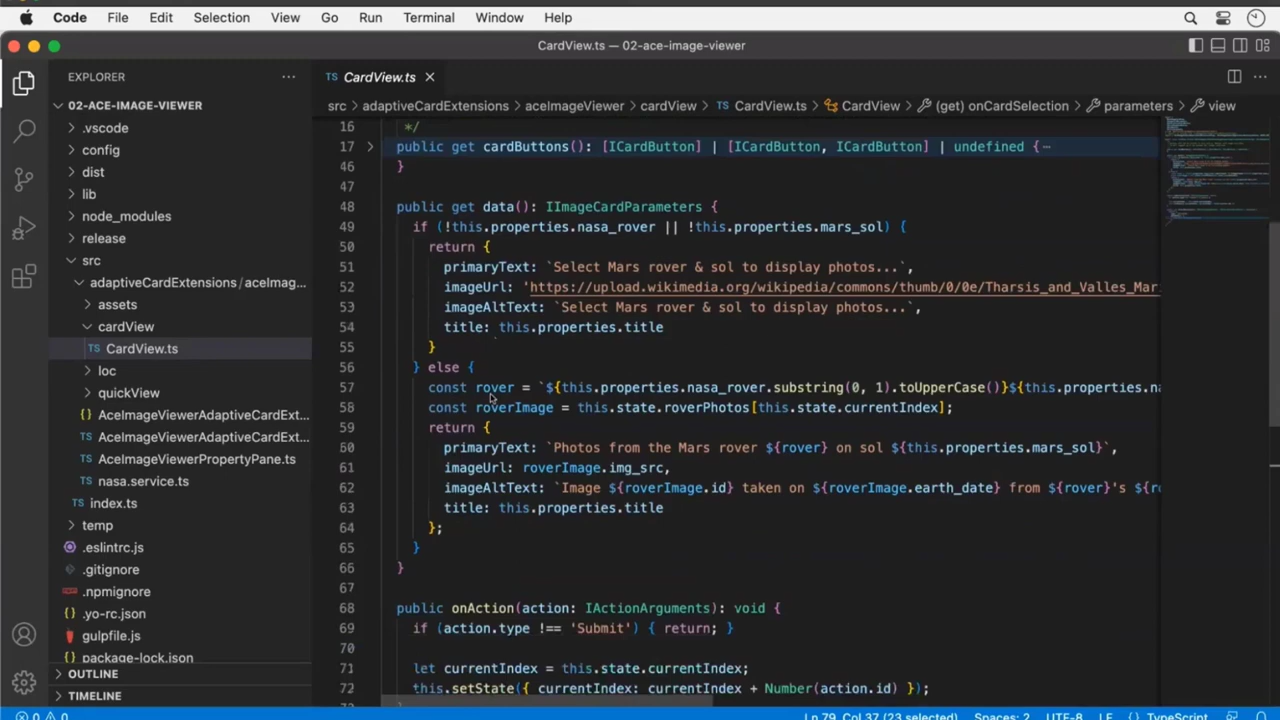 Code File Edit Selection View Go Run Terminal Window Help
CardView.ts — 02-ace-image-viewer
EXPLORER
02-ACE-IMAGE-VIEWER
.vscode
config
dist
lib
node_modules
release
src
adaptiveCardExtensions / aceImag...
assets
cardView
TS CardView.ts
loc
quickView
{} AceImageViewerAdaptiveCardExt...
TS AceImageViewerAdaptiveCardExt...
TS AceImageViewerPropertyPane.ts
TS nasa.service.ts
TS index.ts
temp
.eslintrc.js
.gitignore
.npmignore
{} .yo-rc.json
gulpfile.js
{} package-lock.json
OUTLINE
TIMELINE
TS CardView.ts
src > adaptiveCardExtensions > aceImageViewer > cardView > TS CardView.ts > CardView > (get) onCardSelection > parameters > view
16 */
17 public get cardButtons(): [ICardButton] | [ICardButton, ICardButton] | undefined {⋯
46 }
47
48 public get data(): IImageCardParameters {
49 if (!this.properties.nasa_rover || !this.properties.mars_sol) {
50 return {
51 primaryText: `Select Mars rover & sol to display photos...`,
52 imageUrl: 'https://upload.wikimedia.org/wikipedia/commons/thumb/0/0e/Tharsis_and_Valles_Mar
53 imageAltText: `Select Mars rover & sol to display photos...`,
54 title: this.properties.title
55 }
56 } else {
57 const rover = `${this.properties.nasa_rover.substring(0, 1).toUpperCase()}${this.properties.na
58 const roverImage = this.state.roverPhotos[this.state.currentIndex];
59 return {
60 primaryText: `Photos from the Mars rover ${rover} on sol ${this.properties.mars_sol}`,
61 imageUrl: roverImage.img_src,
62 imageAltText: `Image ${roverImage.id} taken on ${roverImage.earth_date} from ${rover}'s ${ro
63 title: this.properties.title
64 };
65 }
66 }
67
68 public onAction(action: IActionArguments): void {
69 if (action.type !== 'Submit') { return; }
70
71 let currentIndex = this.state.currentIndex;
72 this.setState({ currentIndex: currentIndex + Number(action.id) });
0 0 Ln 79, Col 37 (23 selected) Spaces: 2 UTF-8 LF {} TypeScript